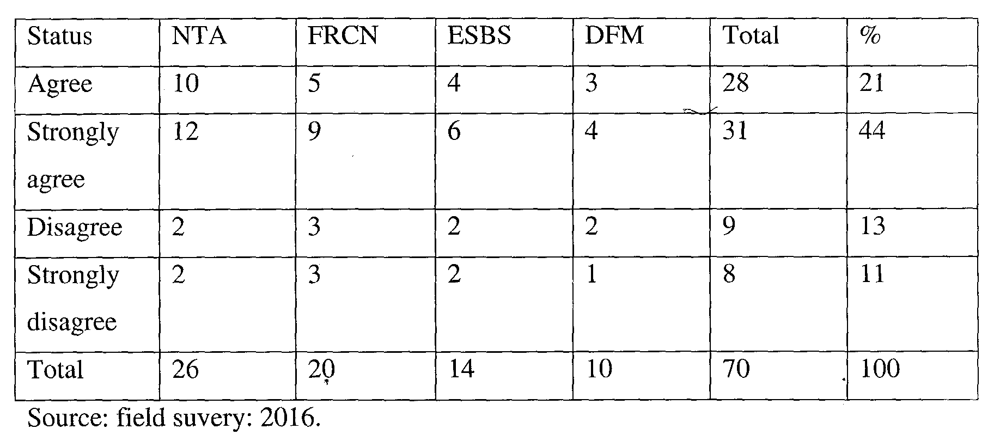 Status NTA FRCN ESBS DFM Total %
Agree 10 5 4 3 28 21
Strongly 12 9 6 4 31 44
agree
Disagree 2 3 2 2 9 13
Strongly 2 3 2 1 8 11
disagree
Total 26 20 14 10 70 100
Source: field suvery: 2016.